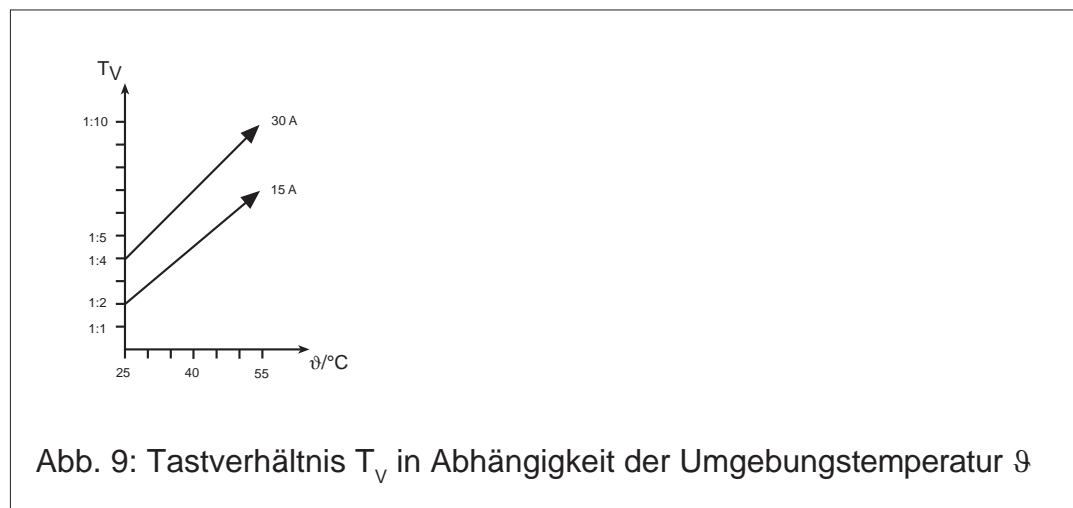 T_V
1:10
30 A
15 A
1:5
1:4
1:2
1:1
ϑ/°C
25 40 55
Abb. 9: Tastverhältnis T_V in Abhängigkeit der Umgebungstemperatur ϑ